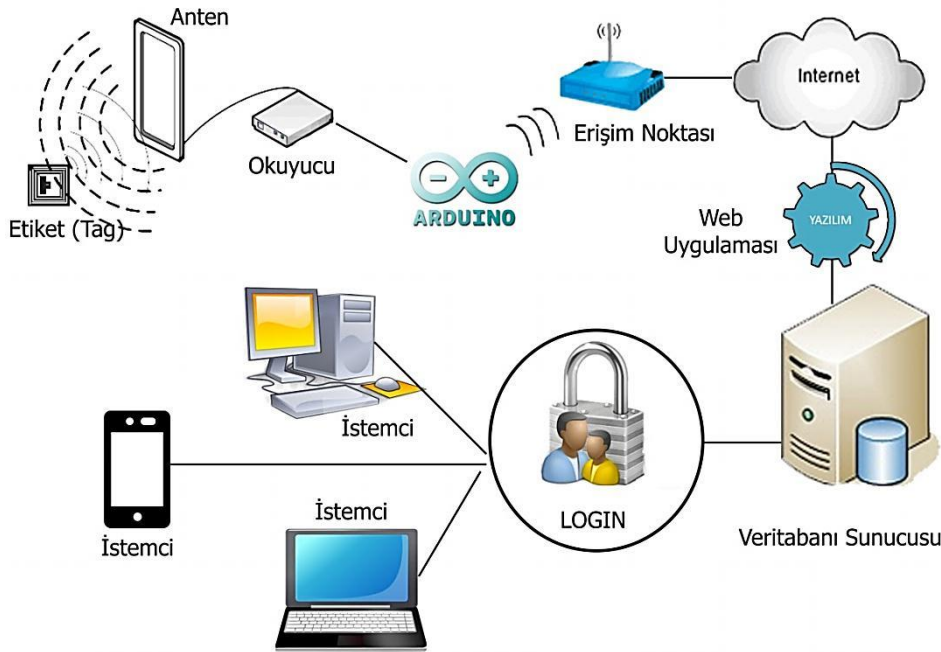 Anten
Okuyucu
Etiket (Tag)
ARDUINO
Erişim Noktası
Internet
Web
Uygulaması
YAZILIM
İstemci
İstemci
İstemci
LOGIN
Veritabanı Sunucusu